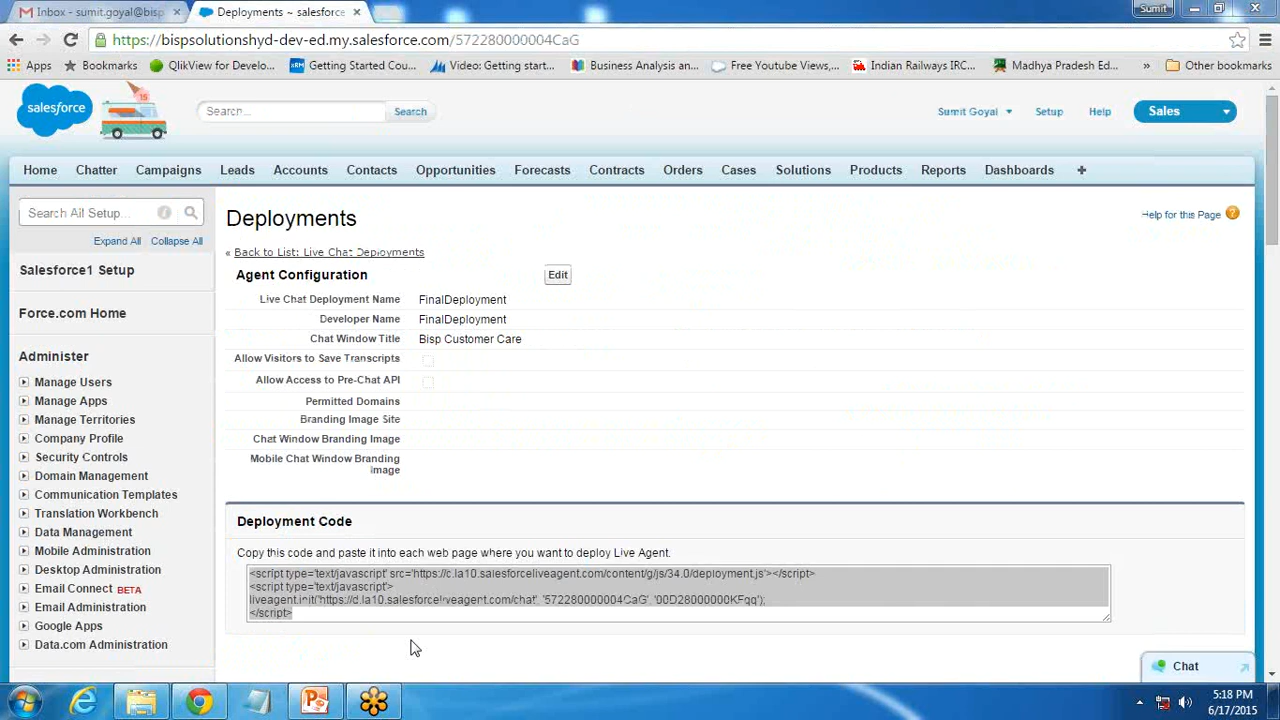 Inbox - sumit.goyal@bisp
Deployments ~ salesforce
Sumit
https://bispsolutionshyd-dev-ed.my.salesforce.com/572280000004CaG
Apps
Bookmarks
QlikView for Develo...
Getting Started Cou...
Video: Getting start...
Business Analysis an...
Free Youtube Views,...
Indian Railways IRC...
Madhya Pradesh Ed...
»
Other bookmarks
salesforce
15
Search...
Search
Sumit Goyal
Setup
Help
Sales
Home
Chatter
Campaigns
Leads
Accounts
Contacts
Opportunities
Forecasts
Contracts
Orders
Cases
Solutions
Products
Reports
Dashboards
+
Search All Setup...
Expand All
Collapse All
Salesforce1 Setup
Force.com Home
Administer
Manage Users
Manage Apps
Manage Territories
Company Profile
Security Controls
Domain Management
Communication Templates
Translation Workbench
Data Management
Mobile Administration
Desktop Administration
Email Connect BETA
Email Administration
Google Apps
Data.com Administration
Deployments
Help for this Page
« Back to List: Live Chat Deployments
Agent Configuration
Edit
Live Chat Deployment Name FinalDeployment
Developer Name FinalDeployment
Chat Window Title Bisp Customer Care
Allow Visitors to Save Transcripts
Allow Access to Pre-Chat API
Permitted Domains
Branding Image Site
Chat Window Branding Image
Mobile Chat Window Branding
Image
Deployment Code
Copy this code and paste it into each web page where you want to deploy Live Agent.
<script type='text/javascript' src='https://c.la10.salesforceliveagent.com/content/g/js/34.0/deployment.js'></script>
<script type='text/javascript'>
liveagent.init('https://d.la10.salesforceliveagent.com/chat', '572280000004CaG', '00D28000000KFqq');
</script>
Chat
5:18 PM
6/17/2015